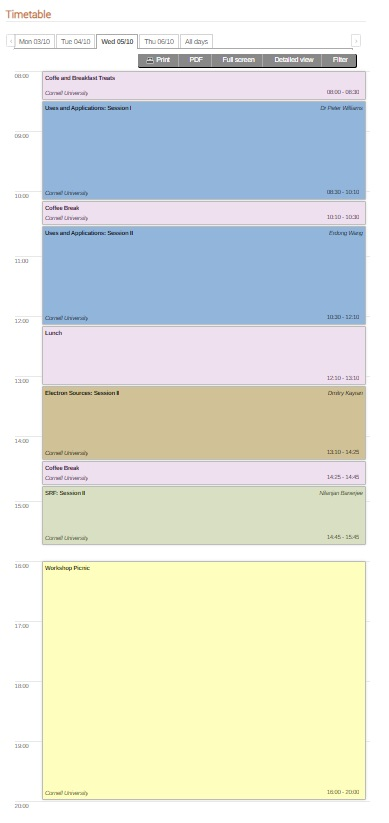 Timetable
Mon 03/10 Tue 04/10 Wed 05/10 Thu 06/10 All days
Print PDF Full screen Detailed view Filter
08:00
Coffe and Breakfast Treats
Cornell University 08:00 - 08:30
Uses and Applications: Session I Dr Peter Williams
09:00
10:00
Cornell University 08:30 - 10:10
Coffee Break
Cornell University 10:10 - 10:30
Uses and Applications: Session II Erdong Wang
11:00
12:00
Cornell University 10:30 - 12:10
Lunch
13:00
12:10 - 13:10
Electron Sources: Session II Dmitry Kayran
14:00
Cornell University 13:10 - 14:25
Coffee Break
Cornell University 14:25 - 14:45
SRF: Session II Nilanjan Banerjee
15:00
Cornell University 14:45 - 15:45
16:00
Workshop Picnic
17:00
18:00
19:00
Cornell University 16:00 - 20:00
20:00